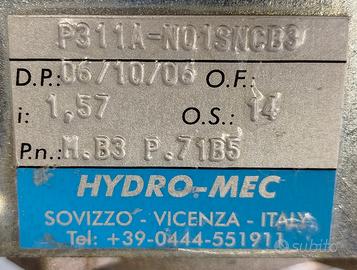 P311A-NQ1SNCB3
D.P.: 06/10/06 O.F.:
i: 1,57 O.S.: 14
P.n.: M.B3 P.71B5
HYDRO-MEC
SOVIZZO - VICENZA - ITALY
Tel: +39-0444-551911
subito